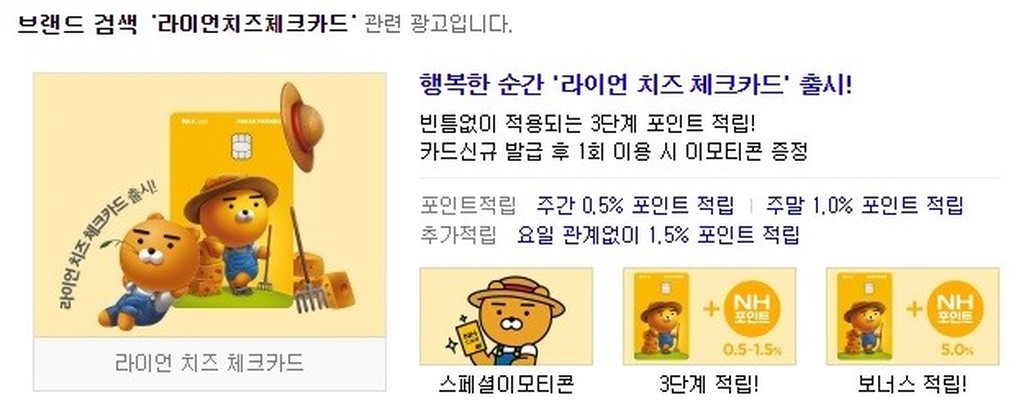 브랜드 검색 '라이언치즈체크카드' 관련 광고입니다.
라이언 치즈 체크카드 출시!
라이언 치즈 체크카드
행복한 순간 '라이언 치즈 체크카드' 출시!
빈틈없이 적용되는 3단계 포인트 적립!
카드신규 발급 후 1회 이용 시 이모티콘 증정
포인트적립 주간 0.5% 포인트 적립 | 주말 1.0% 포인트 적립
추가적립 요일 관계없이 1.5% 포인트 적립
스페셜이모티콘
+ NH
포인트
0.5-1.5%
3단계 적립!
+ NH
포인트
5.0%
보너스 적립!